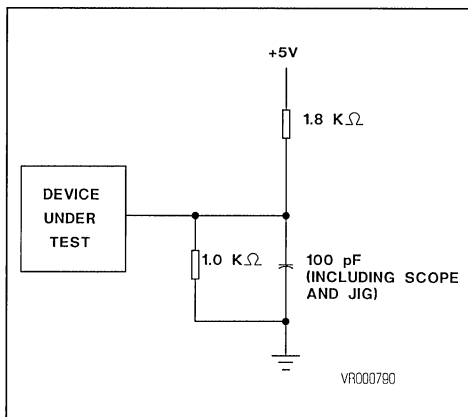 +5V
1.8 KΩ
DEVICE
UNDER
TEST
1.0 KΩ
100 pF
(INCLUDING SCOPE
AND JIG)
VR000790